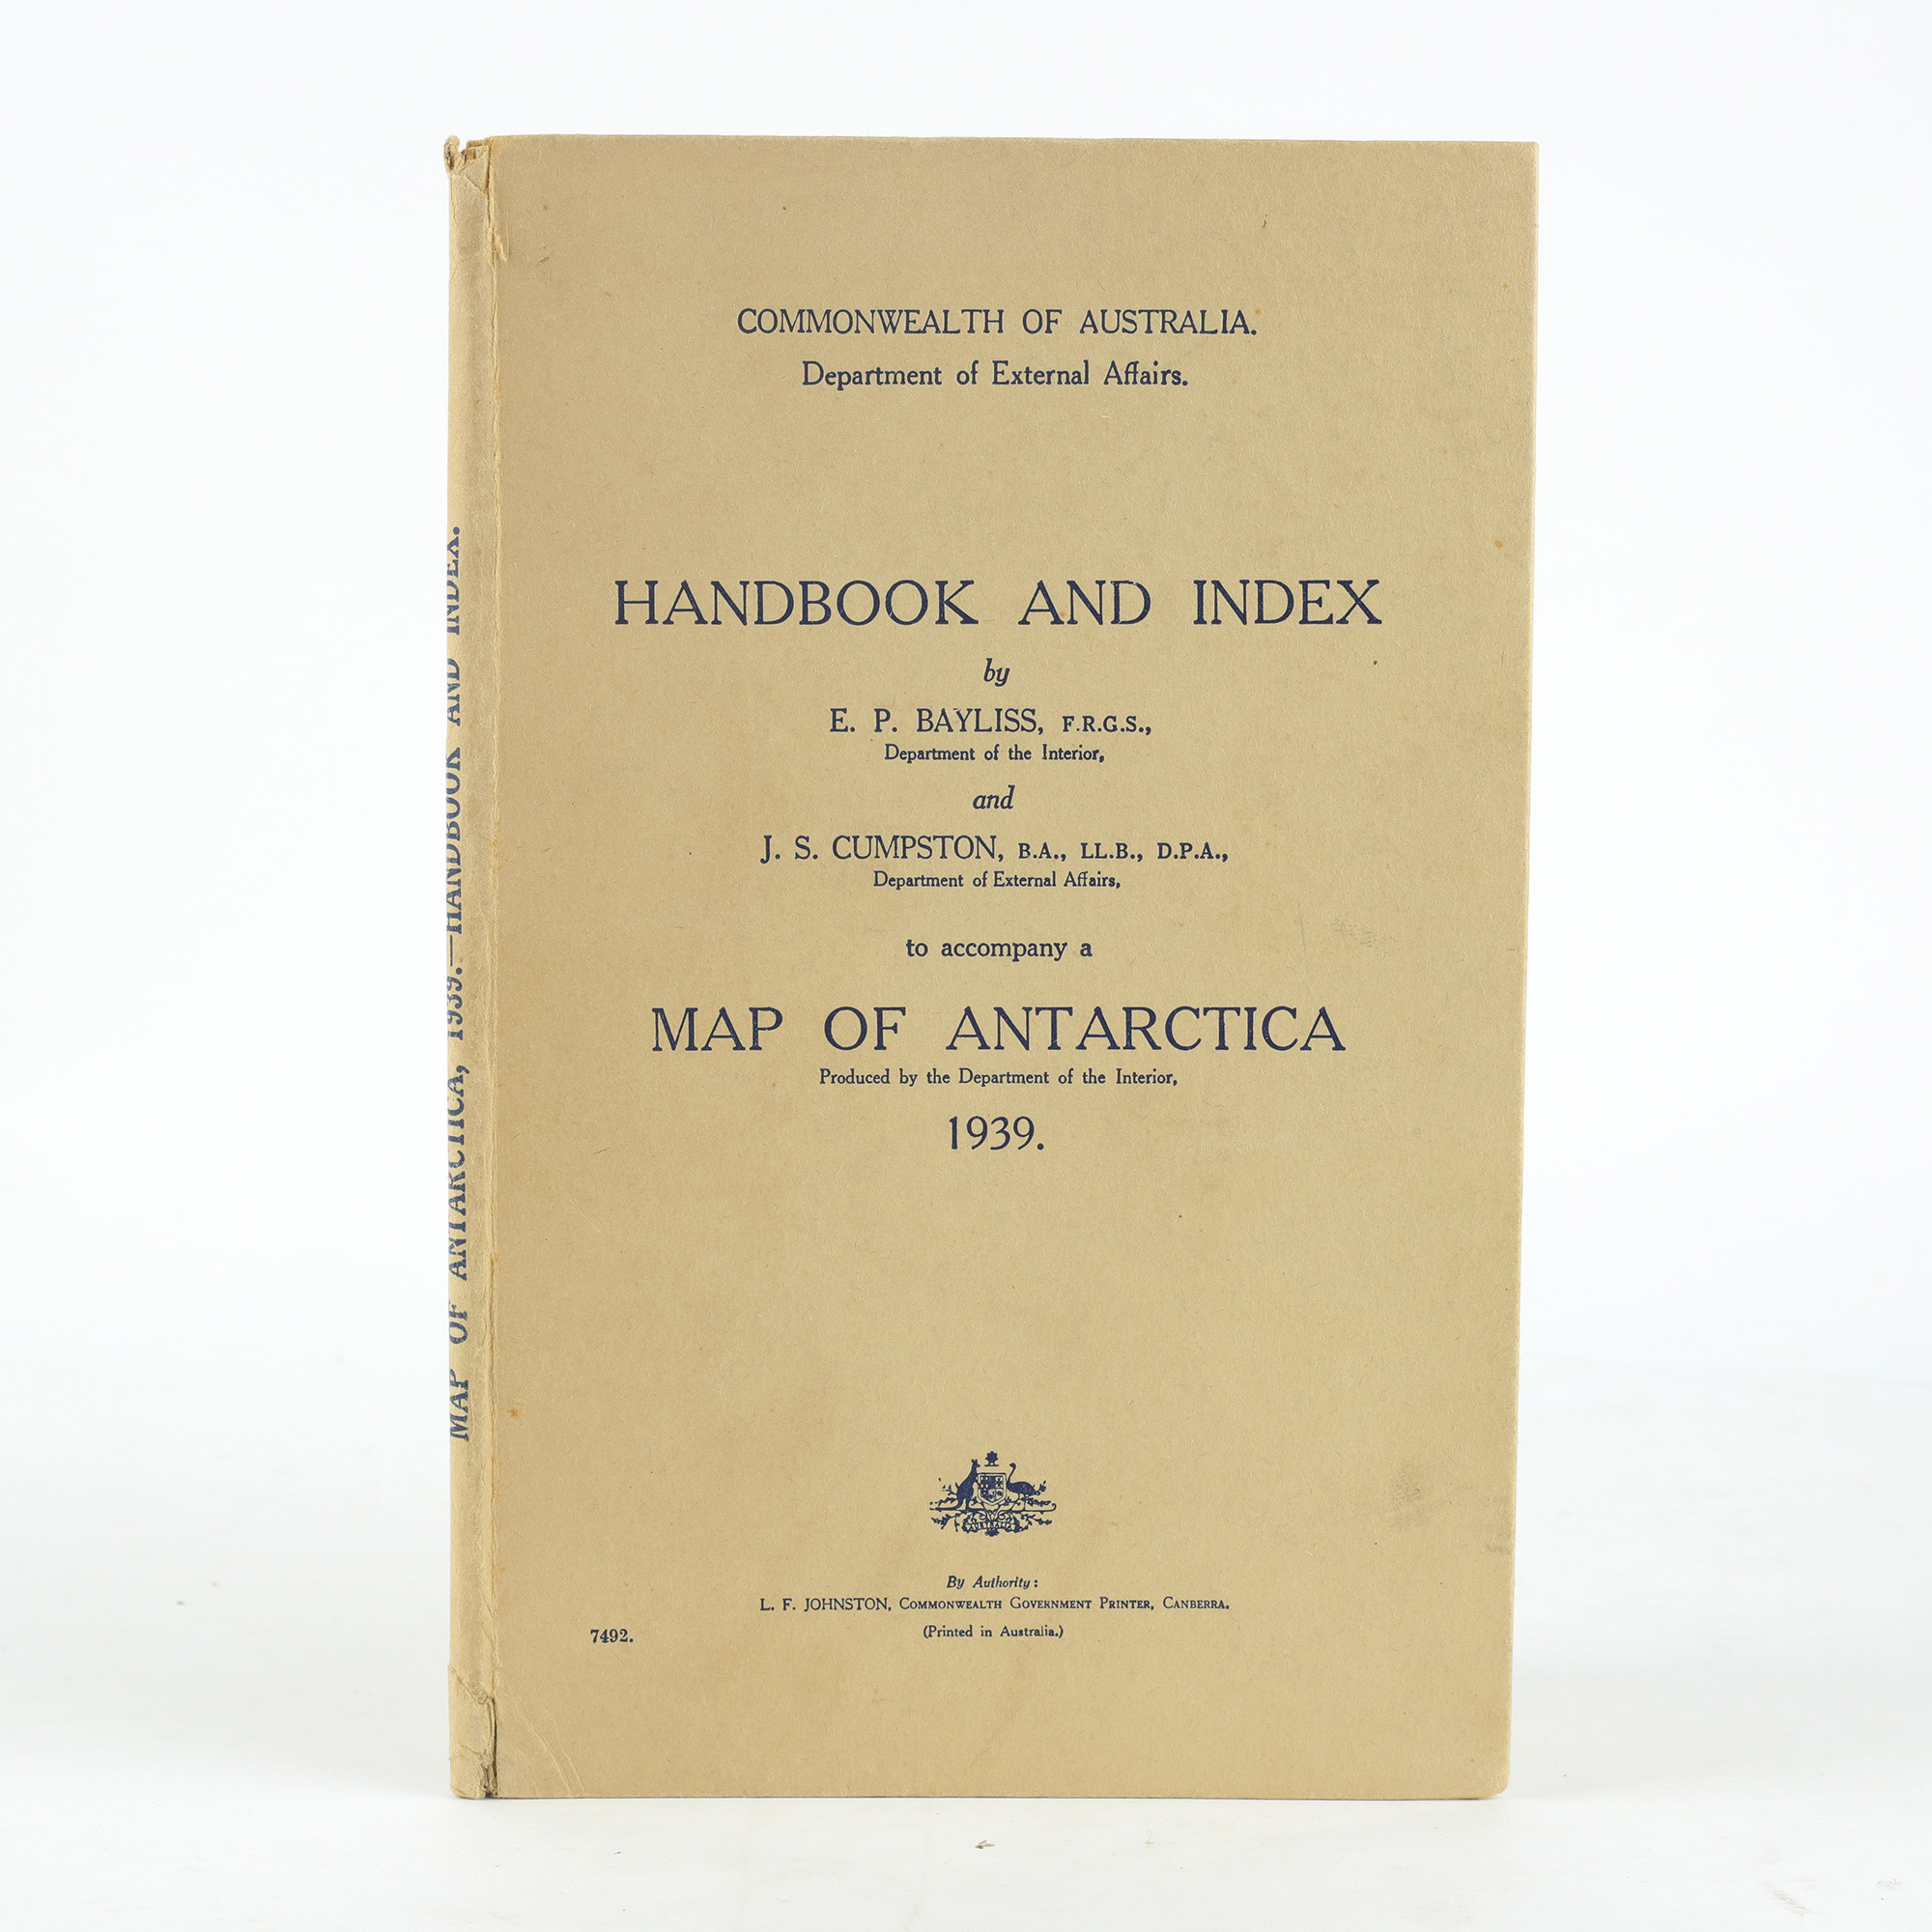 COMMONWEALTH OF AUSTRALIA.
Department of External Affairs.
HANDBOOK AND INDEX
by
E. P. BAYLISS, F.R.G.S.,
Department of the Interior,
and
J. S. CUMPSTON, B.A., LL.B., D.P.A.,
Department of External Affairs,
to accompany a
MAP OF ANTARCTICA
Produced by the Department of the Interior,
1939.
AUSTRALIA
By Authority:
L. F. JOHNSTON, COMMONWEALTH GOVERNMENT PRINTER, CANBERRA.
(Printed in Australia.)
7492.
MAP OF ANTARCTICA, 1939.—HANDBOOK AND INDEX.